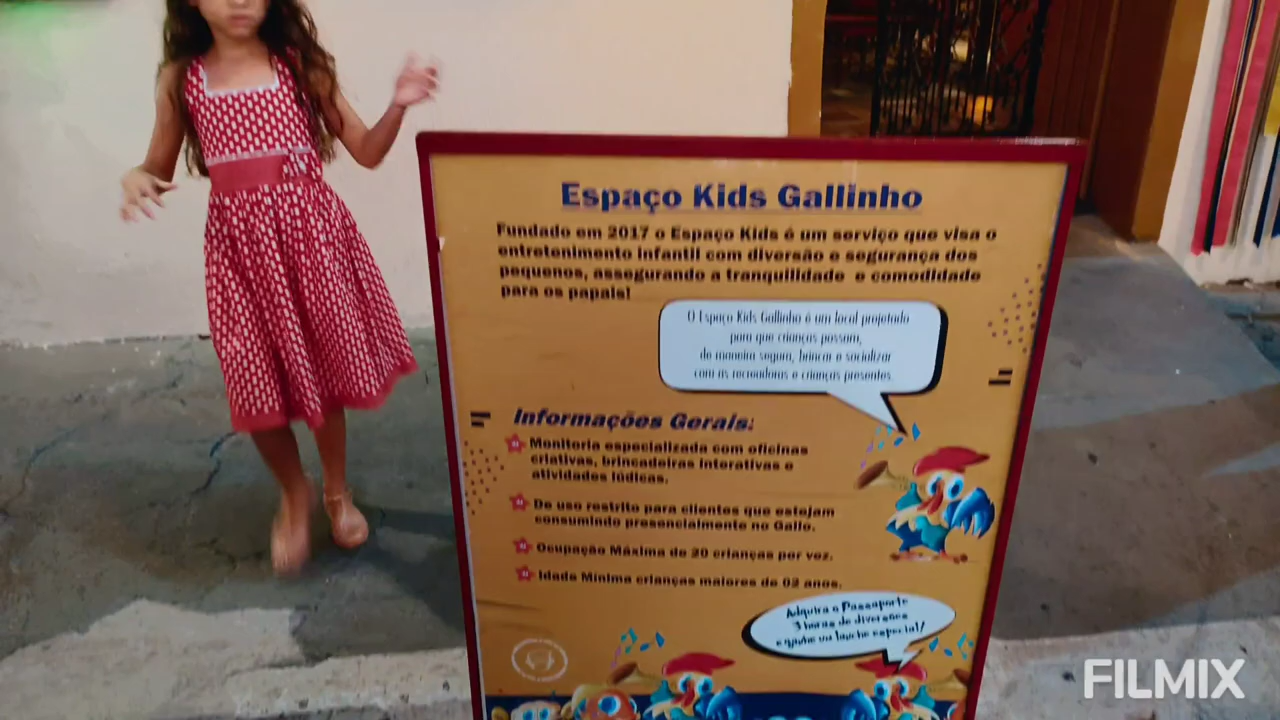 Espaço Kids Gallinho
Fundado em 2017 o Espaço Kids é um serviço que visa o
entretenimento infantil com diversão e segurança dos
pequenos, assegurando a tranquilidade e comodidade
para os papais!
O Espaço Kids Gallinho é um local projetado
para que crianças possam,
de maneira segura, brincar e socializar
com as recreadoras e crianças presentes
Informações Gerais:
Monitoria especializada com oficinas
criativas, brincadeiras interativas e
atividades lúdicas.
De uso restrito para clientes que estejam
consumindo presencialmente no Gallo.
Ocupação Máxima de 20 crianças por vez.
Idade Mínima crianças maiores de 02 anos.
Adquira o Passaporte
3 horas de diversões
e ganhe um lanche especial!
FILMIX